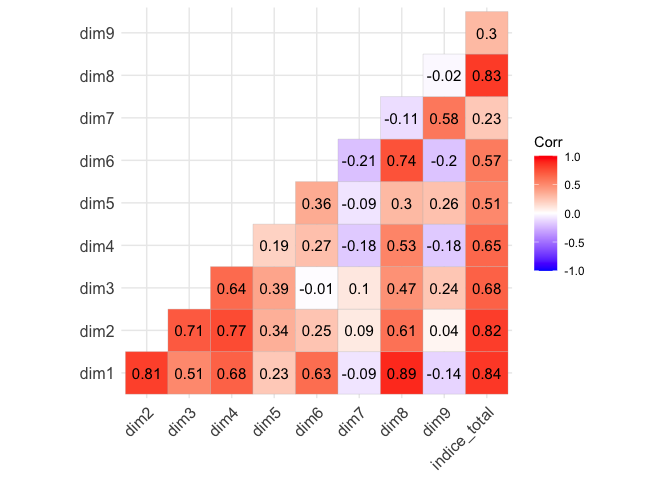 dim9 0.3
dim8 -0.02 0.83
dim7 -0.11 0.58 0.23
dim6 -0.21 0.74 -0.2 0.57
dim5 0.36 -0.09 0.3 0.26 0.51
dim4 0.19 0.27 -0.18 0.53 -0.18 0.65
dim3 0.64 0.39 -0.01 0.1 0.47 0.24 0.68
dim2 0.71 0.77 0.34 0.25 0.09 0.61 0.04 0.82
dim1 0.81 0.51 0.68 0.23 0.63 -0.09 0.89 -0.14 0.84
dim2 dim3 dim4 dim5 dim6 dim7 dim8 dim9 indice_total
Corr
1.0
0.5
0.0
-0.5
-1.0